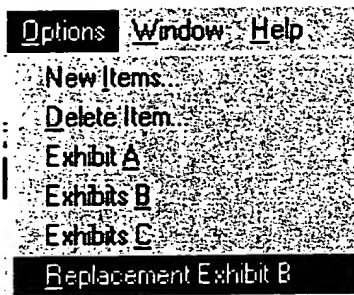 Options Window Help
New Items...
Delete Item...
Exhibit A
Exhibits B
Exhibits C
Replacement Exhibit B